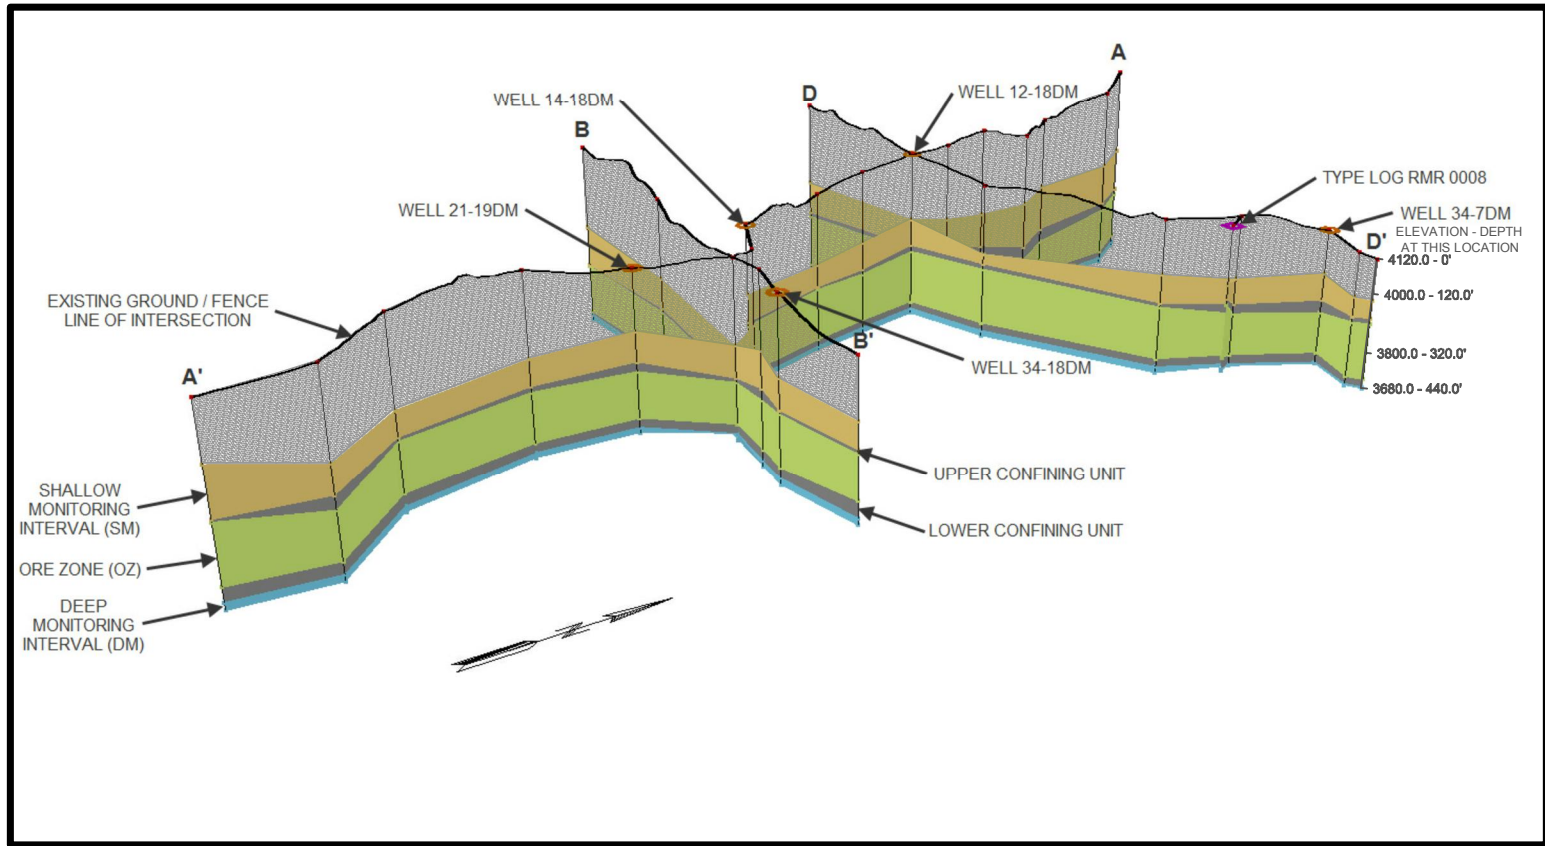 A
D
WELL 12-18DM
WELL 14-18DM
B
TYPE LOG RMR 0008
WELL 21-19DM
WELL 34-7DM
ELEVATION - DEPTH
AT THIS LOCATION
D'
4120.0 - 0'
4000.0 - 120.0'
3800.0 - 320.0'
3680.0 - 440.0'
EXISTING GROUND / FENCE
LINE OF INTERSECTION
B'
WELL 34-18DM
A'
UPPER CONFINING UNIT
SHALLOW
MONITORING
INTERVAL (SM)
LOWER CONFINING UNIT
ORE ZONE (OZ)
DEEP
MONITORING
INTERVAL (DM)
N